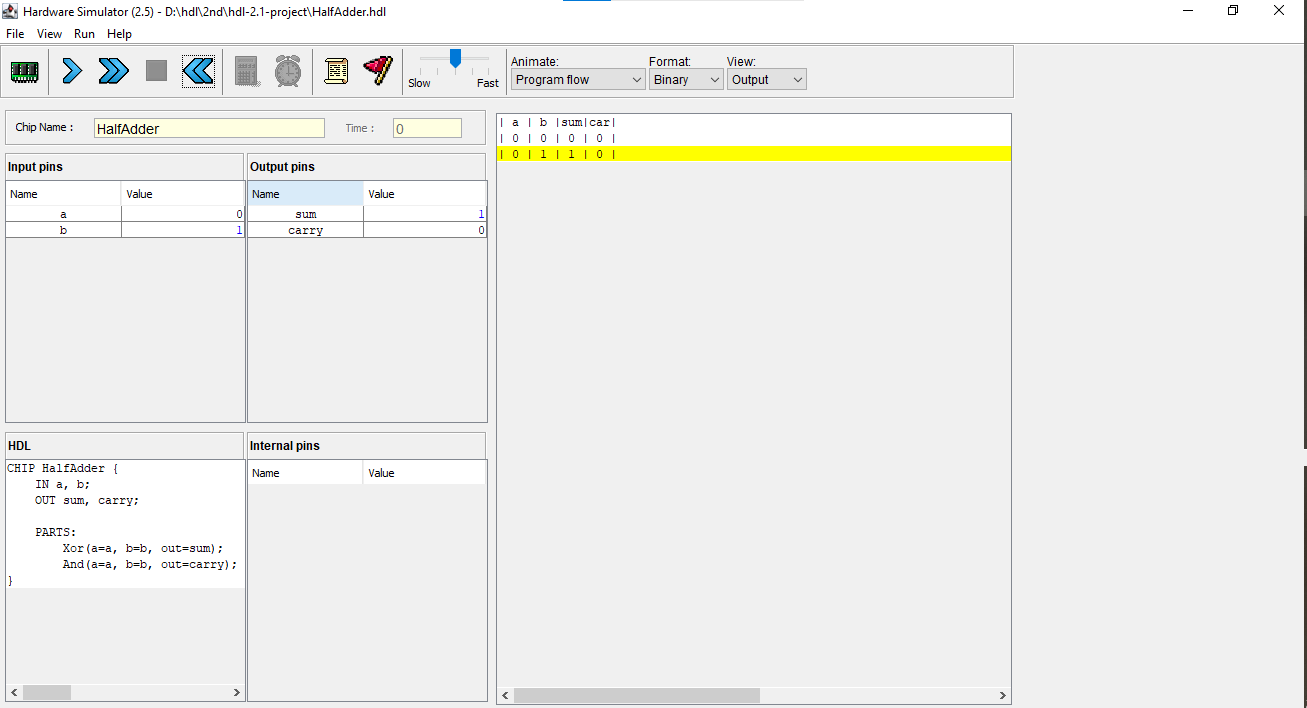 Hardware Simulator (2.5) - D:\hdl\2nd\hdl-2.1-project\HalfAdder.hdl
File View Run Help
Animate: Format: View:
Slow Fast Program flow Binary Output
Chip Name : HalfAdder Time : 0
Input pins
Name Value
a 0
b 1
Output pins
Name Value
sum 1
carry 0
| a | b |sum|car|
| 0 | 0 | 0 | 0 |
| 0 | 1 | 1 | 0 |
HDL
CHIP HalfAdder {
IN a, b;
OUT sum, carry;
PARTS:
Xor(a=a, b=b, out=sum);
And(a=a, b=b, out=carry);
}
Internal pins
Name Value